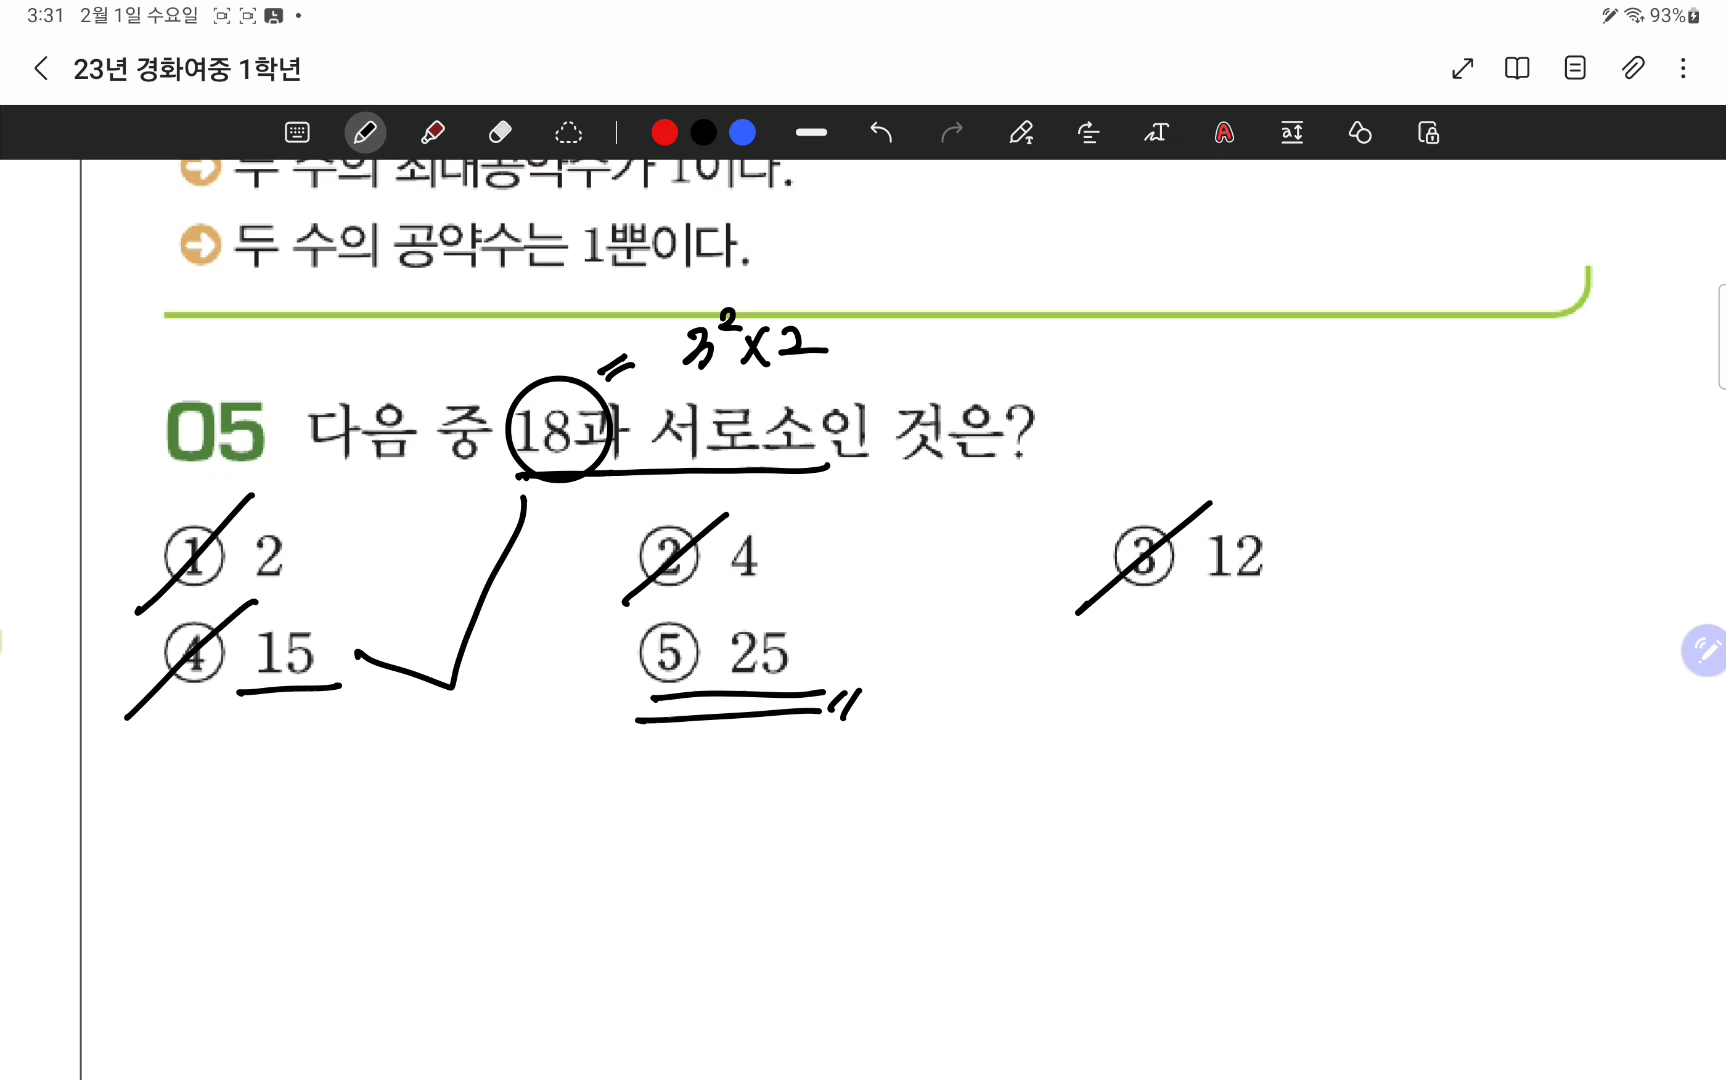 3:31 2월 1일 수요일
93%
23년 경화여중 1학년
두 수의 최대공약수가 1이다.
두 수의 공약수는 1뿐이다.
= 3²×2
05 다음 중 18과 서로소인 것은?
① 2 ② 4 ③ 12
④ 15 ⑤ 25